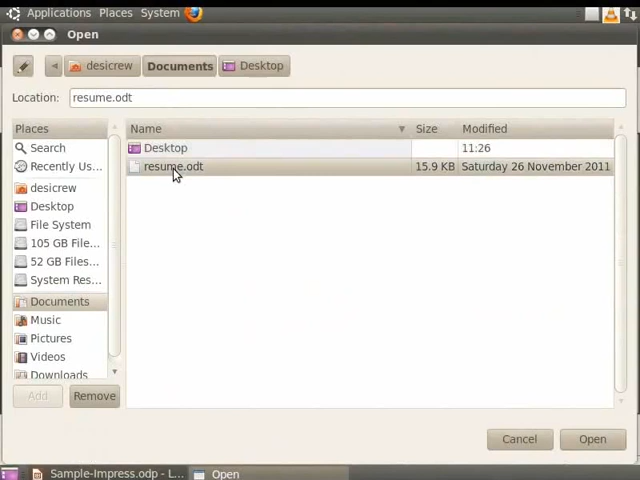 Applications Places System
Open
desicrew Documents Desktop
Location: resume.odt
Places Name Size Modified
Search Desktop 11:26
Recently Us... resume.odt 15.9 KB Saturday 26 November 2011
desicrew
Desktop
File System
105 GB File...
52 GB Files...
System Res...
Documents
Music
Pictures
Videos
Downloads
Add Remove
Cancel Open
Sample-Impress.odp - L... Open